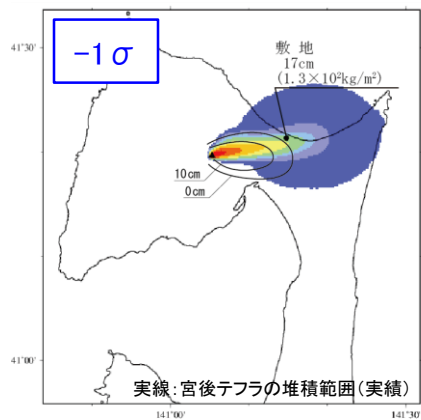 41°30'
−1σ
敷地
17cm
(1.3×10²kg/m²)
10cm
0cm
41°00'
実線:宮後テフラの堆積範囲(実績)
141°00'
141°30'